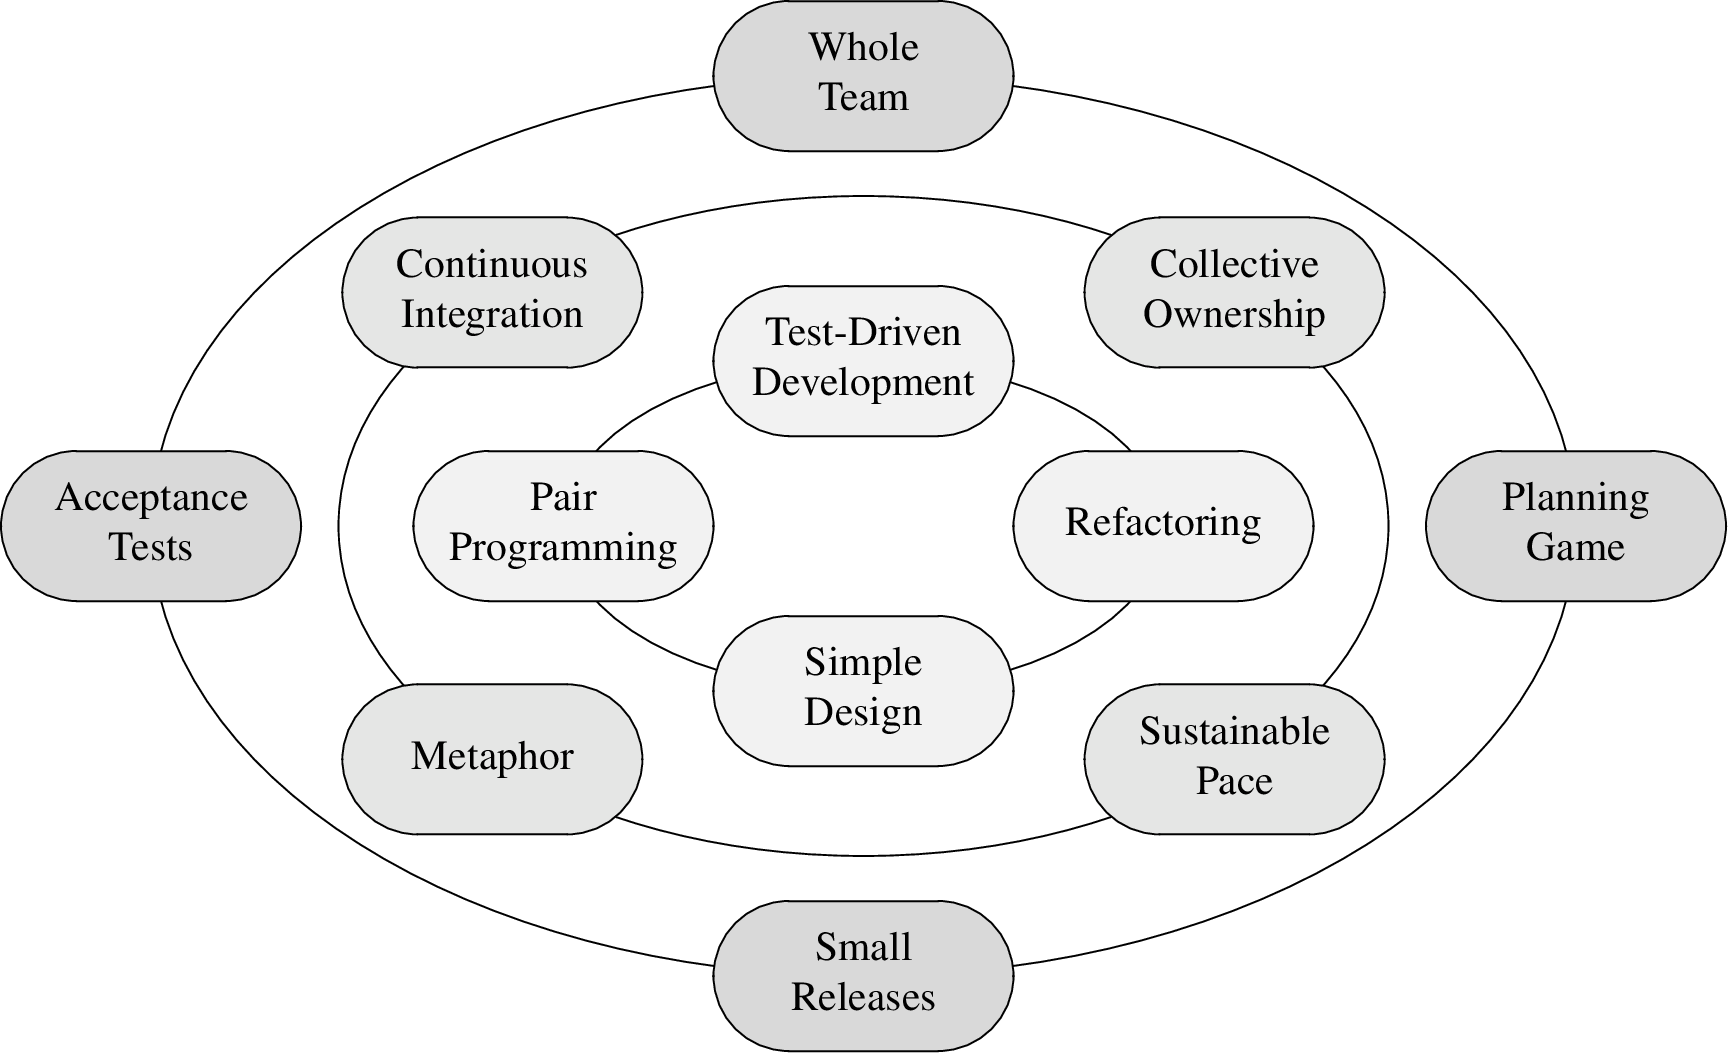 Whole
Team
Continuous
Integration
Collective
Ownership
Test-Driven
Development
Acceptance
Tests
Pair
Programming
Refactoring
Planning
Game
Simple
Design
Metaphor
Sustainable
Pace
Small
Releases